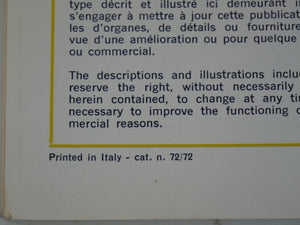 type décrit et illustré ici demeurant in
s'engager à mettre à jour cette publicat
les d'organes, de détails ou fourniture
vue d'une amélioration ou pour quelque
ou commercial.
The descriptions and illustrations inclu
reserve the right, without necessarily
herein contained, to change at any ti
necessary to improve the functioning o
mercial reasons.
Printed in Italy - cat. n. 72/72